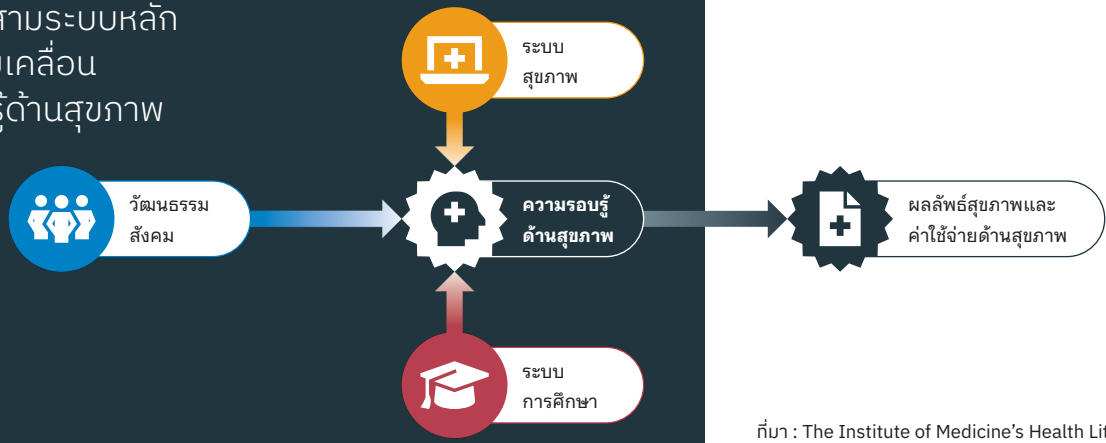 สามระบบหลัก
เคลื่อน
รู้ด้านสุขภาพ
ระบบ
สุขภาพ
วัฒนธรรม
สังคม
ความรอบรู้
ด้านสุขภาพ
ผลลัพธ์สุขภาพและ
ค่าใช้จ่ายด้านสุขภาพ
ระบบ
การศึกษา
ที่มา : The Institute of Medicine’s Health